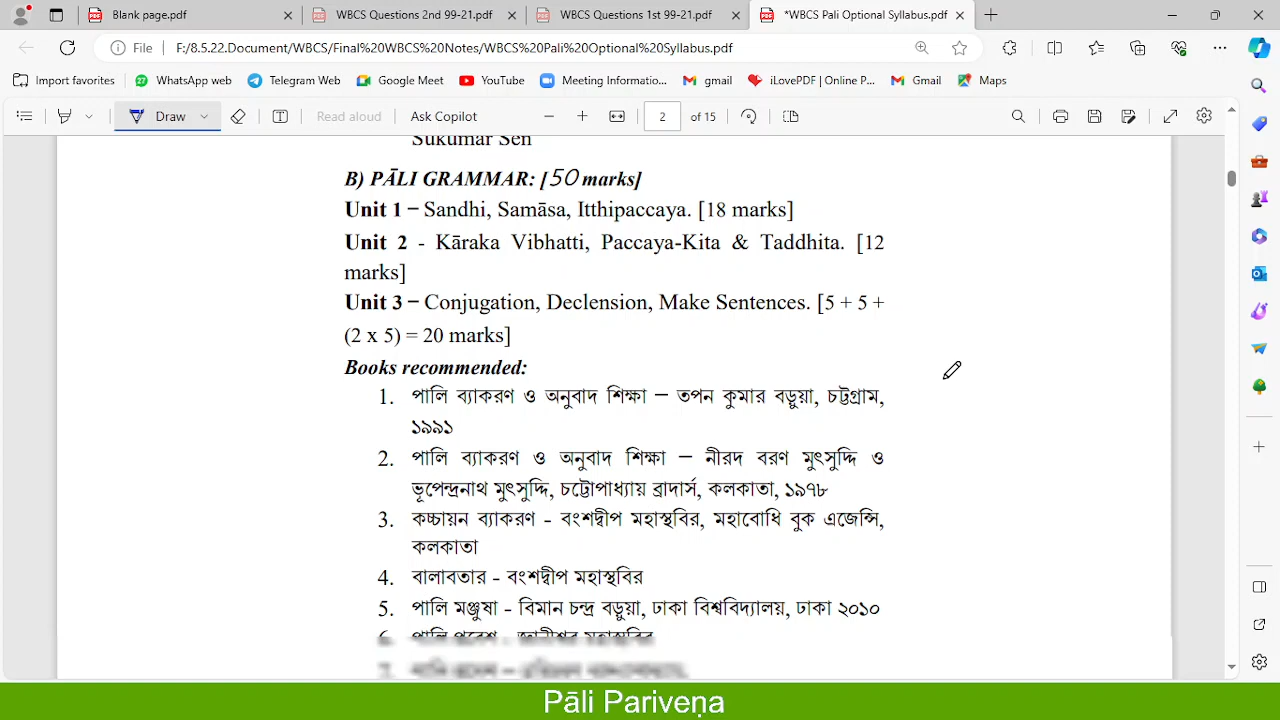 Blank page.pdf
WBCS Questions 2nd 99-21.pdf
WBCS Questions 1st 99-21.pdf
*WBCS Pali Optional Syllabus.pdf
File
F:/8.5.22.Document/WBCS/Final%20WBCS%20Notes/WBCS%20Pali%20Optional%20Syllabus.pdf
Import favorites
WhatsApp web
Telegram Web
Google Meet
YouTube
Meeting Informatio...
gmail
iLovePDF | Online P...
Gmail
Maps
Draw
Read aloud
Ask Copilot
2
of 15
Sukumar Sen
B) PĀLI GRAMMAR: [50 marks]
Unit 1 – Sandhi, Samāsa, Itthipaccaya. [18 marks]
Unit 2 - Kāraka Vibhatti, Paccaya-Kita & Taddhita. [12
marks]
Unit 3 – Conjugation, Declension, Make Sentences. [5 + 5 +
(2 x 5) = 20 marks]
Books recommended:
1. পালি ব্যাকরণ ও অনুবাদ শিক্ষা – তপন কুমার বড়ুয়া, চট্টগ্রাম,
১৯৯১
2. পালি ব্যাকরণ ও অনুবাদ শিক্ষা – নীরদ বরণ মুৎসুদ্দি ও
ভূপেন্দ্রনাথ মুৎসুদ্দি, চট্টোপাধ্যায় ব্রাদার্স, কলকাতা, ১৯৭৮
3. কচ্চায়ন ব্যাকরণ - বংশদ্বীপ মহাস্থবির, মহাবোধি বুক এজেন্সি,
কলকাতা
4. বালাবতার - বংশদ্বীপ মহাস্থবির
5. পালি মঞ্জুষা - বিমান চন্দ্র বড়ুয়া, ঢাকা বিশ্ববিদ্যালয়, ঢাকা ২০১০
6. পালি প্রবেশ - জ্ঞানীশ্বর মহাস্থবির
7. পালি
Pāli Pariveṇa